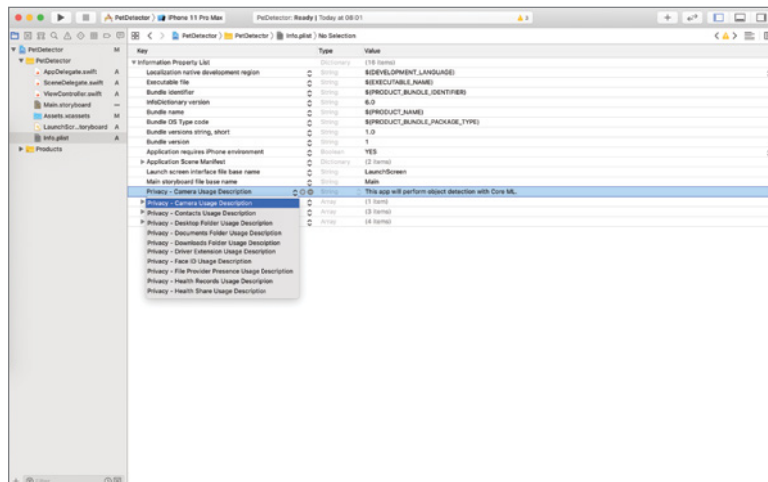 PetDetector
iPhone 11 Pro Max
PetDetector: Ready | Today at 08:01
2
PetDetector
PetDetector
Info.plist
No Selection
PetDetector M
PetDetector
AppDelegate.swift A
SceneDelegate.swift A
ViewController.swift A
Main.storyboard
Assets.xcassets M
LaunchScr...toryboard A
Info.plist A
Products
Key Type Value
Information Property List Dictionary (16 items)
Localization native development region String $(DEVELOPMENT_LANGUAGE)
Executable file String $(EXECUTABLE_NAME)
Bundle identifier String $(PRODUCT_BUNDLE_IDENTIFIER)
InfoDictionary version String 6.0
Bundle name String $(PRODUCT_NAME)
Bundle OS Type code String $(PRODUCT_BUNDLE_PACKAGE_TYPE)
Bundle versions string, short String 1.0
Bundle version String 1
Application requires iPhone environment Boolean YES
Application Scene Manifest Dictionary (2 items)
Launch screen interface file base name String LaunchScreen
Main storyboard file base name String Main
Privacy - Camera Usage Description String This app will perform object detection with Core ML.
Privacy - Camera Usage Description Array (1 item)
Privacy - Contacts Usage Description Array (3 items)
Privacy - Desktop Folder Usage Description Array (4 items)
Privacy - Documents Folder Usage Description
Privacy - Downloads Folder Usage Description
Privacy - Driver Extension Usage Description
Privacy - Face ID Usage Description
Privacy - File Provider Presence Usage Description
Privacy - Health Records Usage Description
Privacy - Health Share Usage Description
Filter